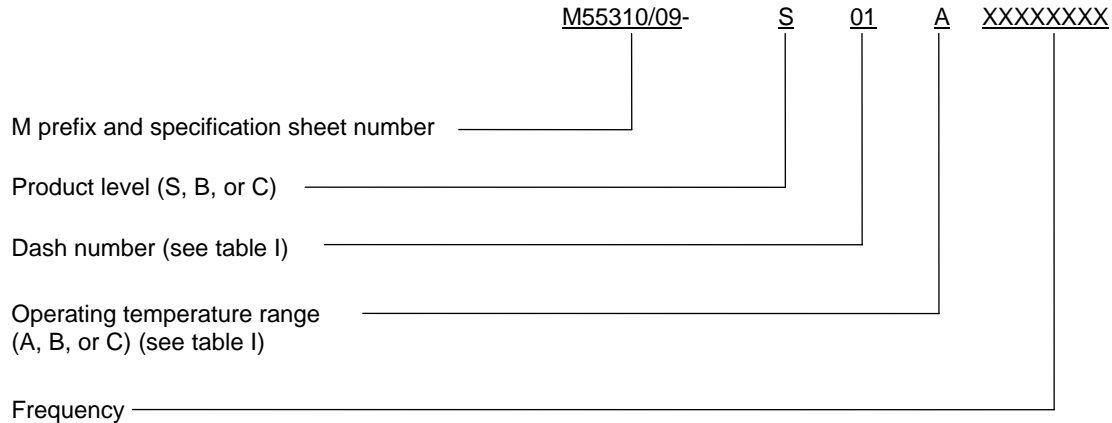 M55310/09- S 01 A XXXXXXXX
M prefix and specification sheet number
Product level (S, B, or C)
Dash number (see table I)
Operating temperature range
(A, B, or C) (see table I)
Frequency